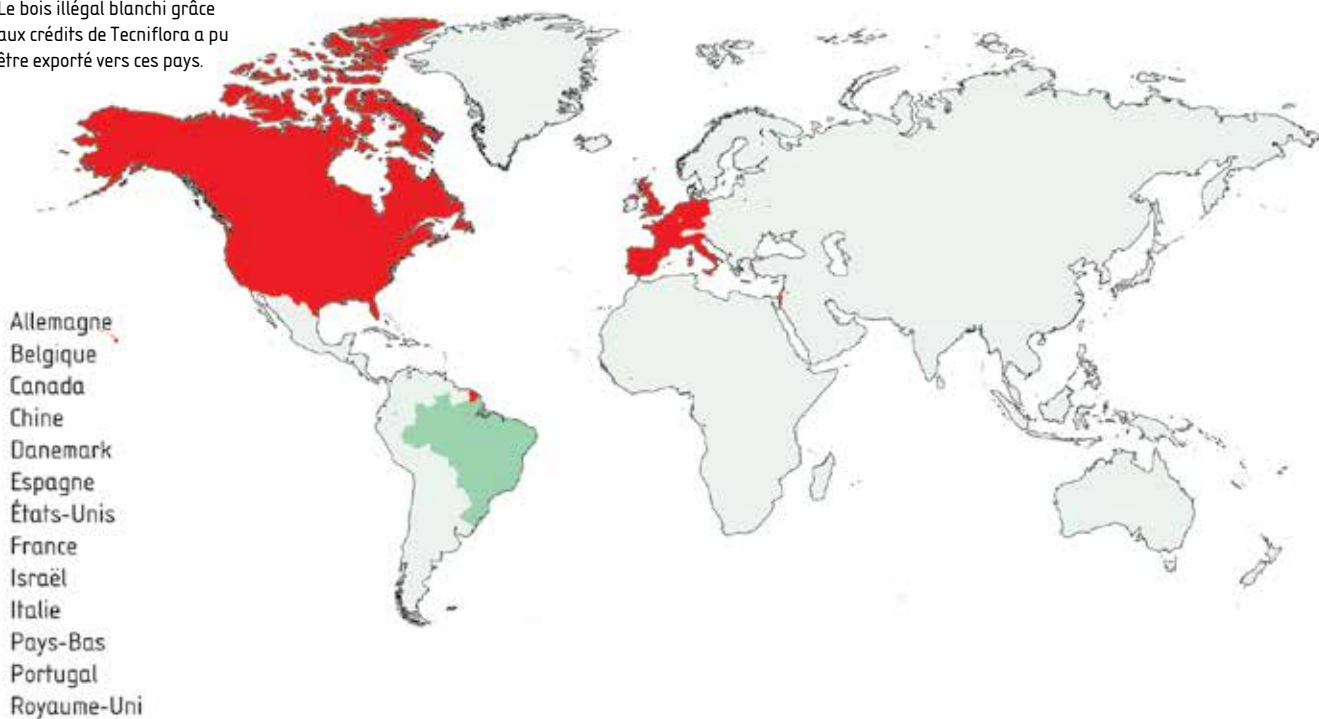 Le bois illégal blanchi grâce
aux crédits de Tecniflora a pu
être exporté vers ces pays.
Allemagne
Belgique
Canada
Chine
Danemark
Espagne
États-Unis
France
Israël
Italie
Pays-Bas
Portugal
Royaume-Uni